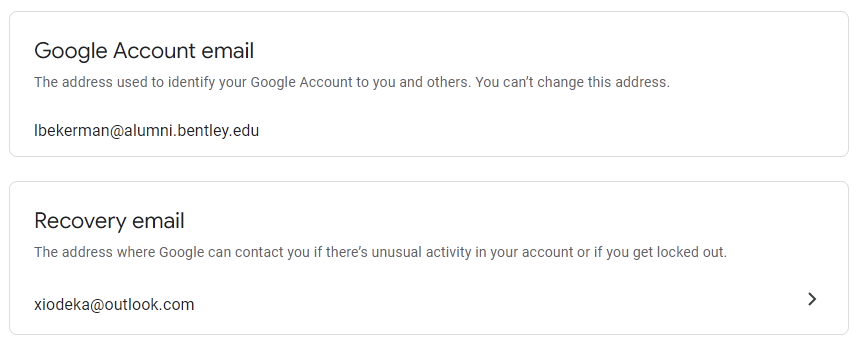 Google Account email
The address used to identify your Google Account to you and others. You can’t change this address.
lbekerman@alumni.bentley.edu
Recovery email
The address where Google can contact you if there’s unusual activity in your account or if you get locked out.
xiodeka@outlook.com